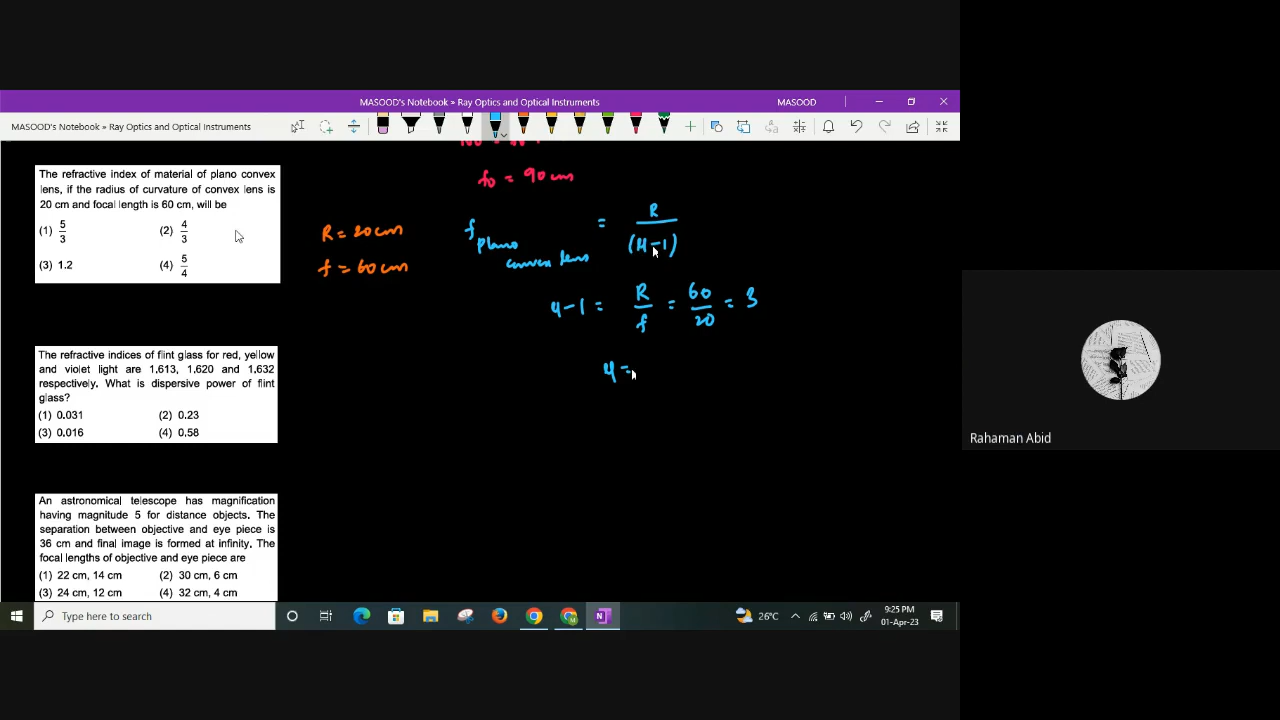 MASOOD's Notebook » Ray Optics and Optical Instruments
MASOOD
MASOOD's Notebook » Ray Optics and Optical Instruments
f₀ = 90 cm
The refractive index of material of plano convex
lens, if the radius of curvature of convex lens is
20 cm and focal length is 60 cm, will be
(1) 5/3 (2) 4/3
(3) 1.2 (4) 5/4
R = 20 cm
f = 60 cm
f plano convex lens = R/(μ-1)
μ-1 = R/f = 60/20 = 3
μ =
The refractive indices of flint glass for red, yellow
and violet light are 1.613, 1.620 and 1.632
respectively. What is dispersive power of flint
glass?
(1) 0.031 (2) 0.23
(3) 0.016 (4) 0.58
An astronomical telescope has magnification
having magnitude 5 for distance objects. The
separation between objective and eye piece is
36 cm and final image is formed at infinity. The
focal lengths of objective and eye piece are
(1) 22 cm, 14 cm (2) 30 cm, 6 cm
(3) 24 cm, 12 cm (4) 32 cm, 4 cm
Rahaman Abid
Type here to search
26°C
9:25 PM
01-Apr-23